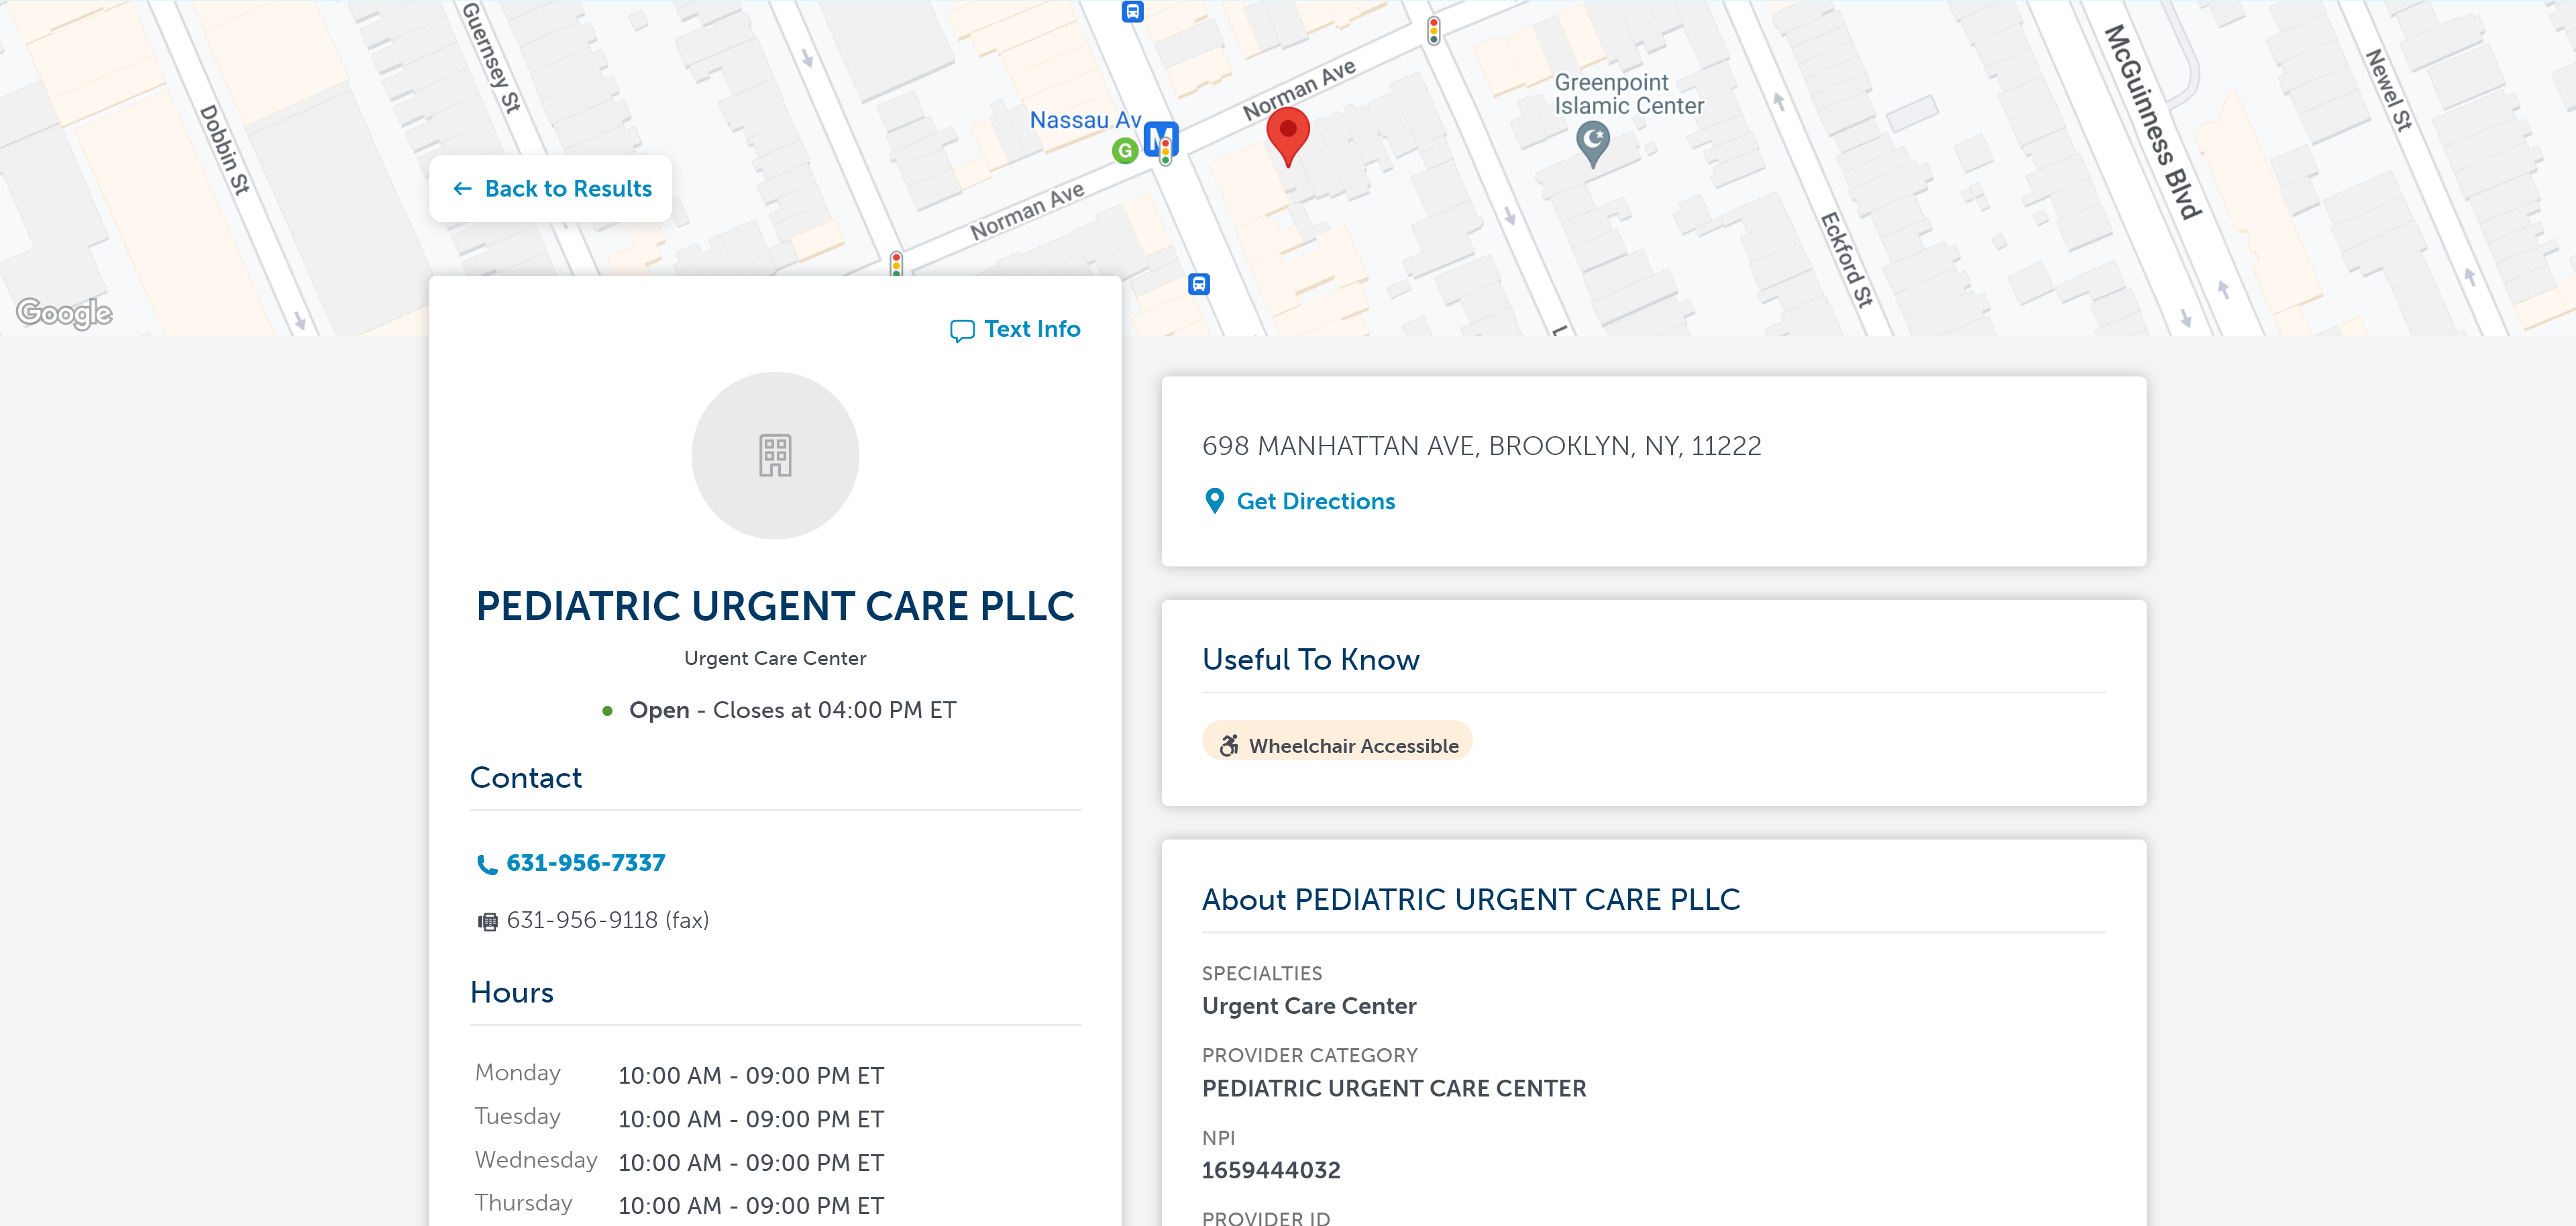 Guernsey St
Dobbin St
Nassau Av
M
G
Norman Ave
Norman Ave
Greenpoint
Islamic Center
Eckford St
McGuinness Blvd
Newel St
Google
Back to Results
Text Info
PEDIATRIC URGENT CARE PLLC
Urgent Care Center
Open - Closes at 04:00 PM ET
Contact
631-956-7337
631-956-9118 (fax)
Hours
Monday 10:00 AM - 09:00 PM ET
Tuesday 10:00 AM - 09:00 PM ET
Wednesday 10:00 AM - 09:00 PM ET
Thursday 10:00 AM - 09:00 PM ET
698 MANHATTAN AVE, BROOKLYN, NY, 11222
Get Directions
Useful To Know
Wheelchair Accessible
About PEDIATRIC URGENT CARE PLLC
SPECIALTIES
Urgent Care Center
PROVIDER CATEGORY
PEDIATRIC URGENT CARE CENTER
NPI
1659444032
PROVIDER ID